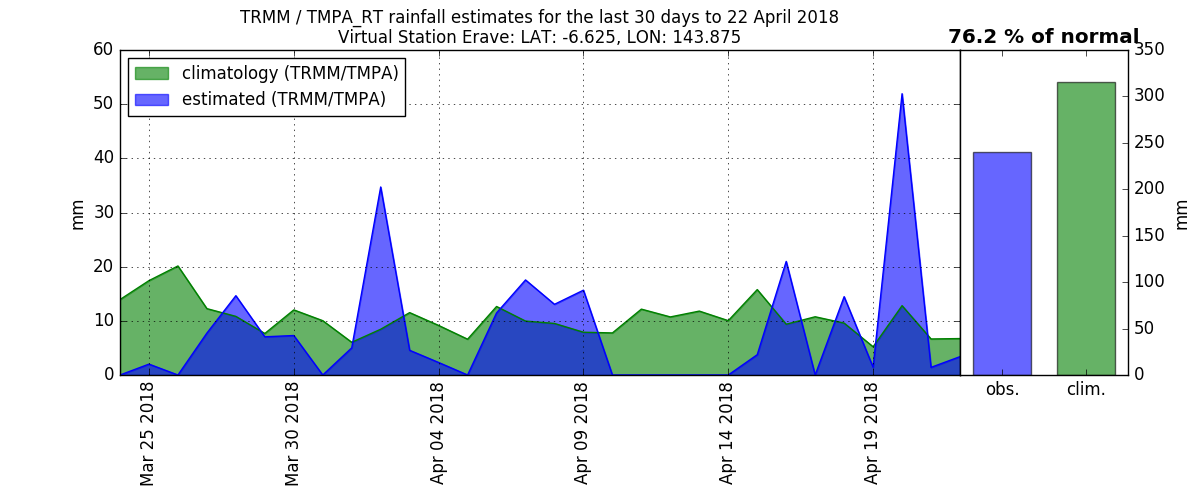 TRMM / TMPA_RT rainfall estimates for the last 30 days to 22 April 2018
Virtual Station Erave: LAT: -6.625, LON: 143.875
76.2 % of normal
climatology (TRMM/TMPA)
estimated (TRMM/TMPA)
60
50
40
30
20
10
0
mm
Mar 25 2018
Mar 30 2018
Apr 04 2018
Apr 09 2018
Apr 14 2018
Apr 19 2018
obs.
clim.
350
300
250
200
150
100
50
0
mm